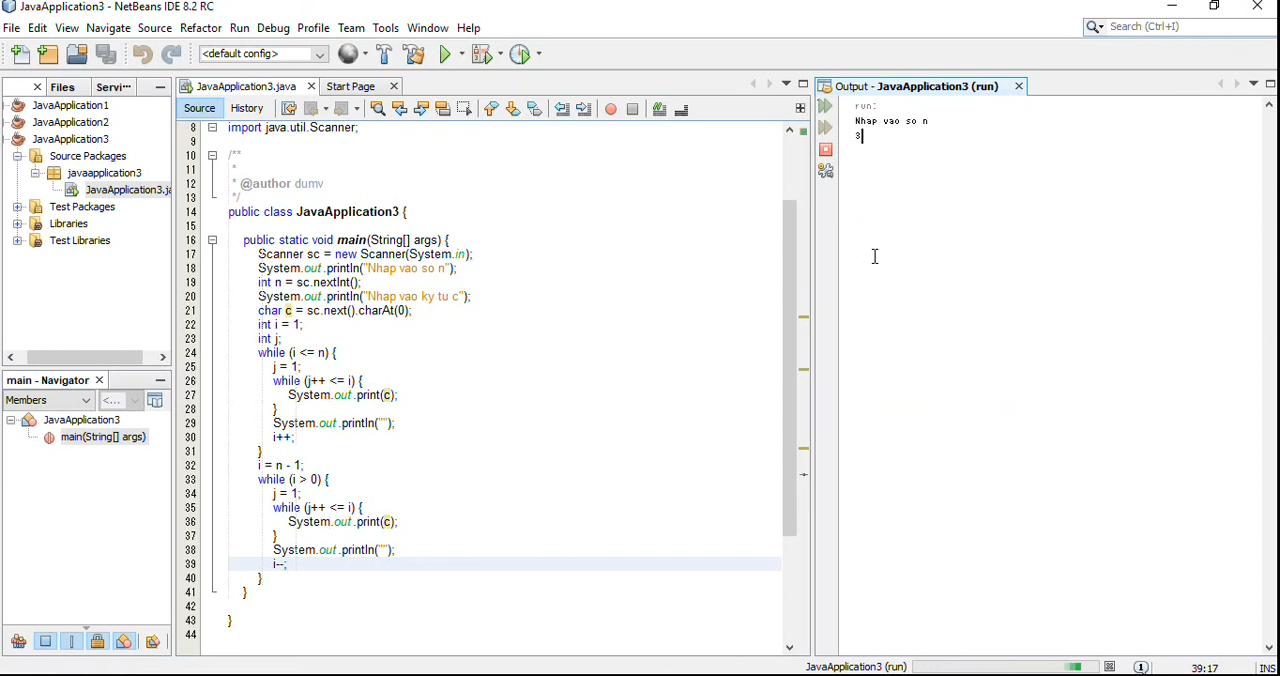 JavaApplication3 - NetBeans IDE 8.2 RC
File Edit View Navigate Source Refactor Run Debug Profile Team Tools Window Help
Search (Ctrl+I)
<default config>
Files Servi...
JavaApplication1
JavaApplication2
JavaApplication3
Source Packages
javaapplication3
JavaApplication3.ja
Test Packages
Libraries
Test Libraries
main - Navigator
Members <...
JavaApplication3
main(String[] args)
JavaApplication3.java Start Page
Source History
8 import java.util.Scanner;
9
10 /**
11 *
12 * @author dumv
13 */
14 public class JavaApplication3 {
15
16 public static void main(String[] args) {
17 Scanner sc = new Scanner(System.in);
18 System.out.println("Nhap vao so n");
19 int n = sc.nextInt();
20 System.out.println("Nhap vao ky tu c");
21 char c = sc.next().charAt(0);
22 int i = 1;
23 int j;
24 while (i <= n) {
25 j = 1;
26 while (j++ <= i) {
27 System.out.print(c);
28 }
29 System.out.println("");
30 i++;
31 }
32 i = n - 1;
33 while (i > 0) {
34 j = 1;
35 while (j++ <= i) {
36 System.out.print(c);
37 }
38 System.out.println("");
39 i--;
40 }
41 }
42
43 }
44
Output - JavaApplication3 (run)
run:
Nhap vao so n
3
JavaApplication3 (run) 1 39:17 INS